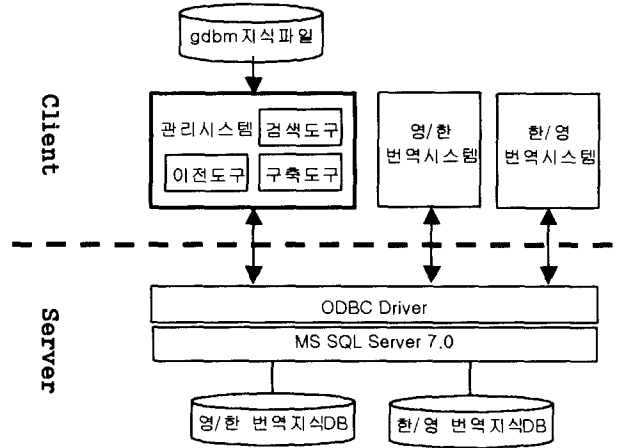 gdbm지식파일
Client
관리시스템
검색도구
이전도구
구축도구
영/한
번역시스템
한/영
번역시스템
Server
ODBC Driver
MS SQL Server 7.0
영/한 번역지식DB
한/영 번역지식DB